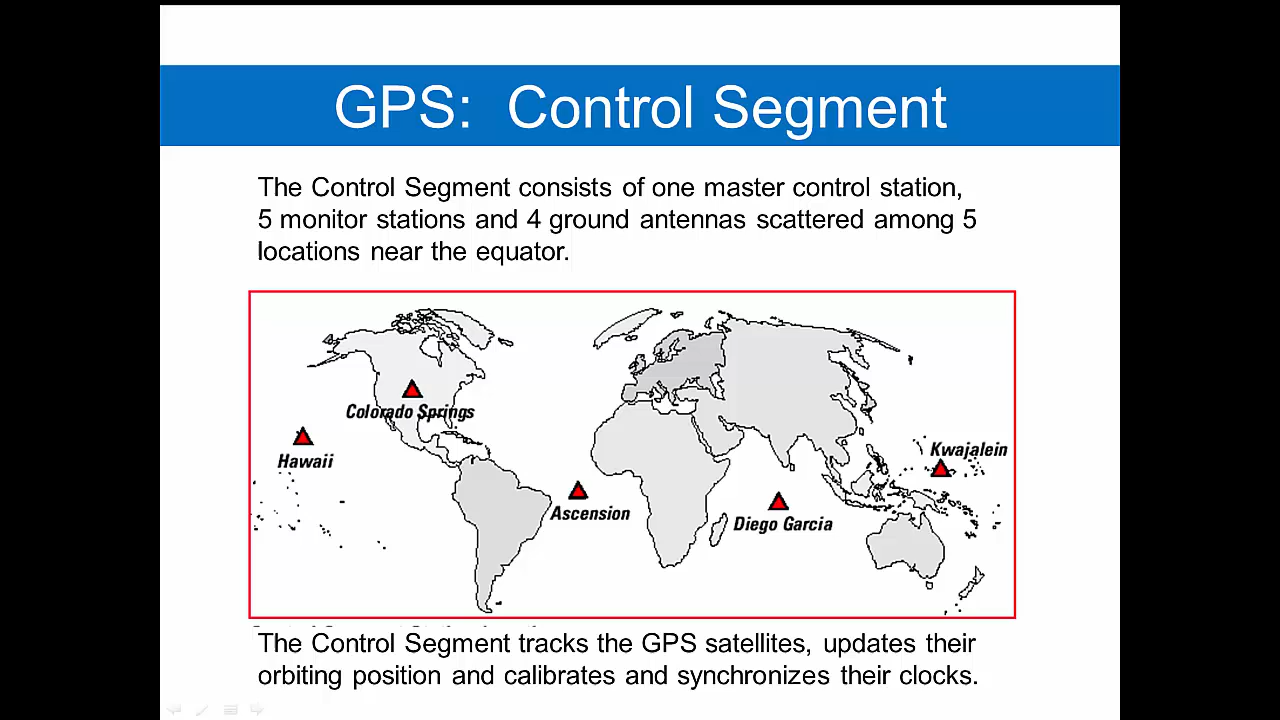 GPS: Control Segment
The Control Segment consists of one master control station,
5 monitor stations and 4 ground antennas scattered among 5
locations near the equator.
Colorado Springs
Hawaii
Kwajalein
Ascension
Diego Garcia
The Control Segment tracks the GPS satellites, updates their
orbiting position and calibrates and synchronizes their clocks.